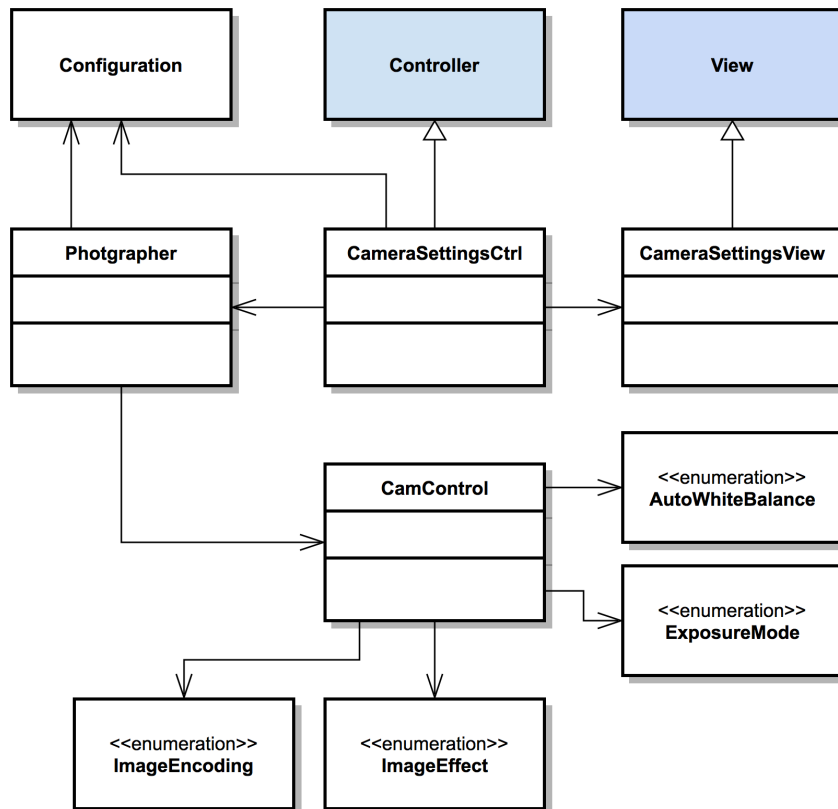 Configuration
Controller
View
Photgrapher
CameraSettingsCtrl
CameraSettingsView
CamControl
<<enumeration>>
AutoWhiteBalance
<<enumeration>>
ExposureMode
<<enumeration>>
ImageEncoding
<<enumeration>>
ImageEffect